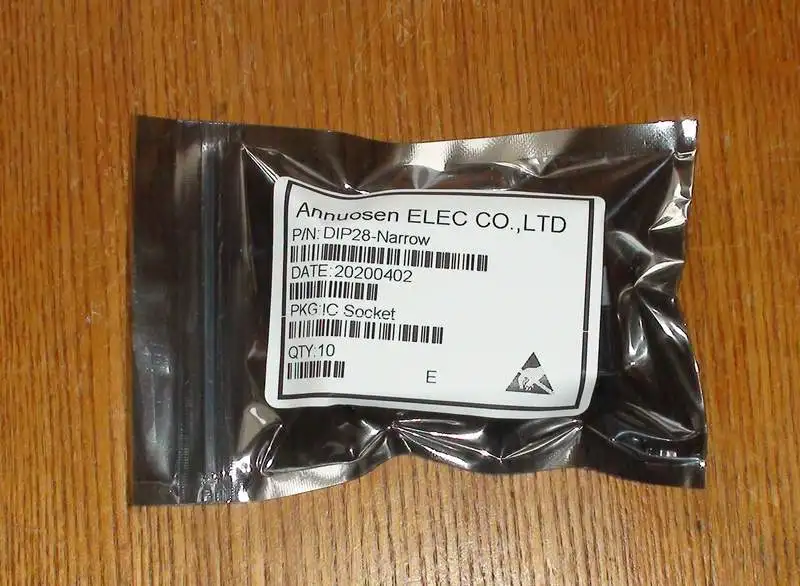 Annuosen ELEC CO.,LTD
P/N: DIP28-Narrow
DATE:20200402
PKG:IC Socket
QTY:10
E